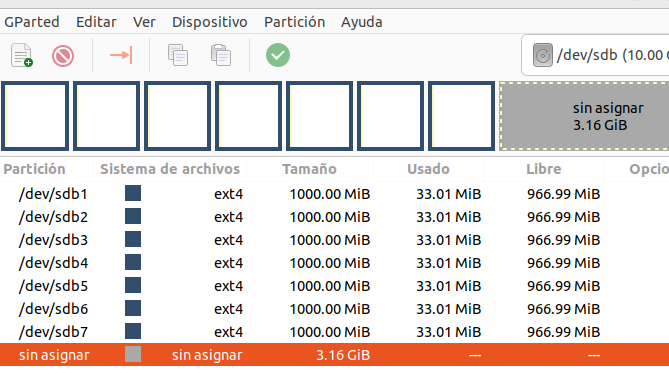 GParted Editar Ver Dispositivo Partición Ayuda
/dev/sdb (10.00
sin asignar
3.16 GiB
Partición Sistema de archivos Tamaño Usado Libre Opcio
/dev/sdb1 ext4 1000.00 MiB 33.01 MiB 966.99 MiB
/dev/sdb2 ext4 1000.00 MiB 33.01 MiB 966.99 MiB
/dev/sdb3 ext4 1000.00 MiB 33.01 MiB 966.99 MiB
/dev/sdb4 ext4 1000.00 MiB 33.01 MiB 966.99 MiB
/dev/sdb5 ext4 1000.00 MiB 33.01 MiB 966.99 MiB
/dev/sdb6 ext4 1000.00 MiB 33.01 MiB 966.99 MiB
/dev/sdb7 ext4 1000.00 MiB 33.01 MiB 966.99 MiB
sin asignar sin asignar 3.16 GiB --- ---